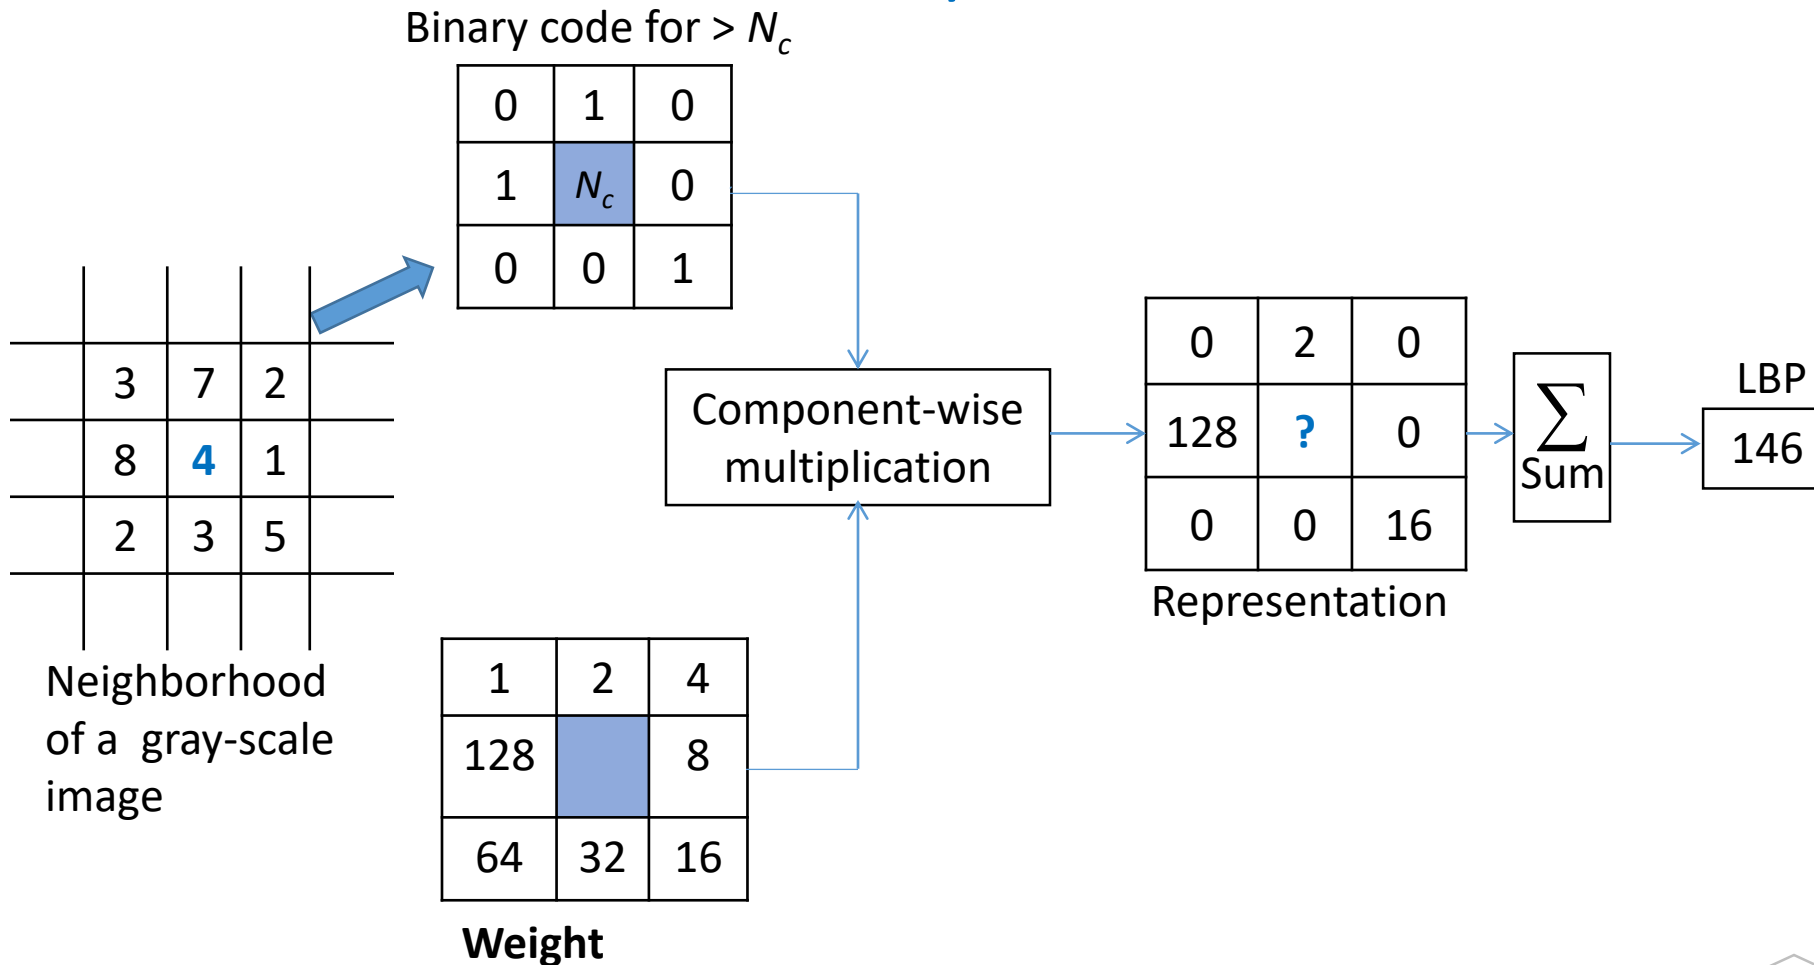 Binary code for > Nc
0 1 0
1 Nc 0
0 0 1
3 7 2
8 4 1
2 3 5
Neighborhood
of a gray-scale
image
1 2 4
128 8
64 32 16
Weight
Component-wise
multiplication
0 2 0
128 ? 0
0 0 16
Representation
∑
Sum
LBP
146